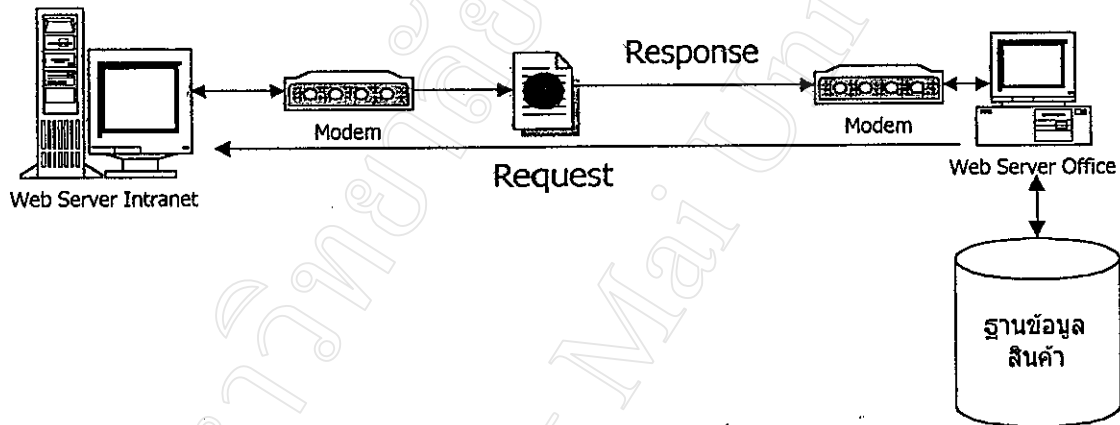 Response
Modem
Modem
Request
Web Server Intranet
Web Server Office
ฐานข้อมูล
สินค้า